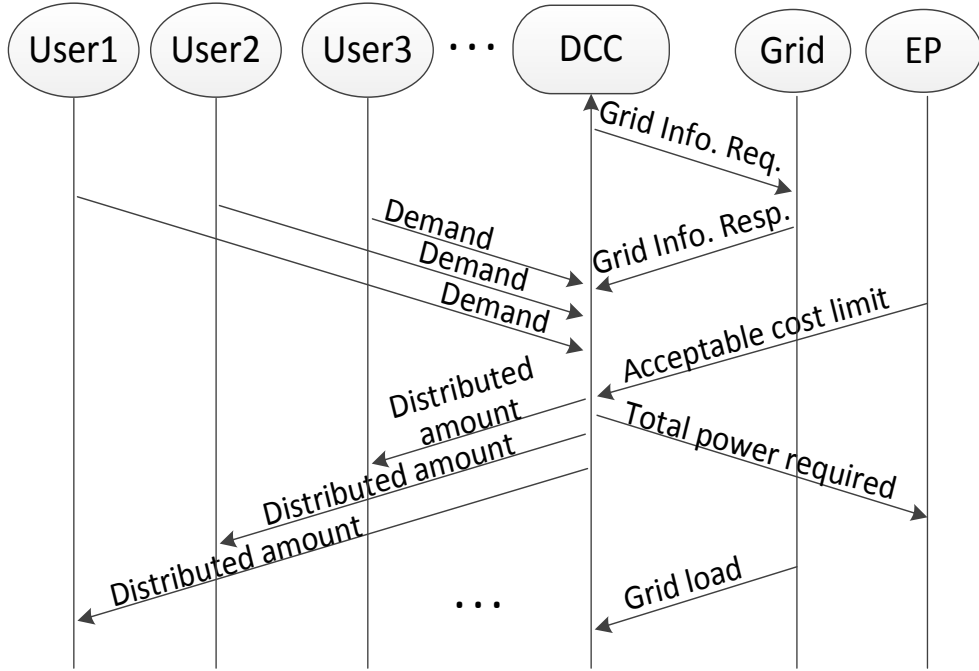 User1
User2
User3
...
DCC
Grid
EP
Grid Info. Req.
Demand
Grid Info. Resp.
Demand
Demand
Acceptable cost limit
Distributed
amount
Total power required
Distributed amount
Distributed amount
Grid load
...